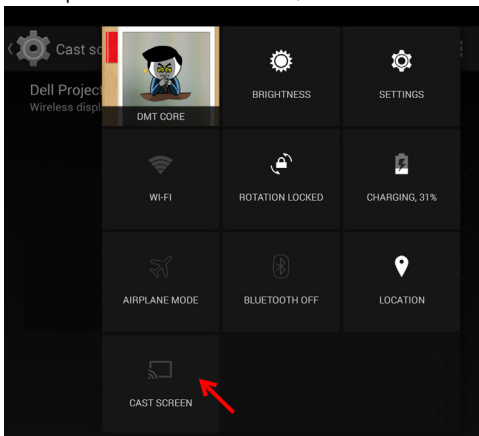 Cast sc
Dell Project
Wireless displ
DMT CORE
BRIGHTNESS
SETTINGS
WI-FI
ROTATION LOCKED
CHARGING, 31%
AIRPLANE MODE
BLUETOOTH OFF
LOCATION
CAST SCREEN